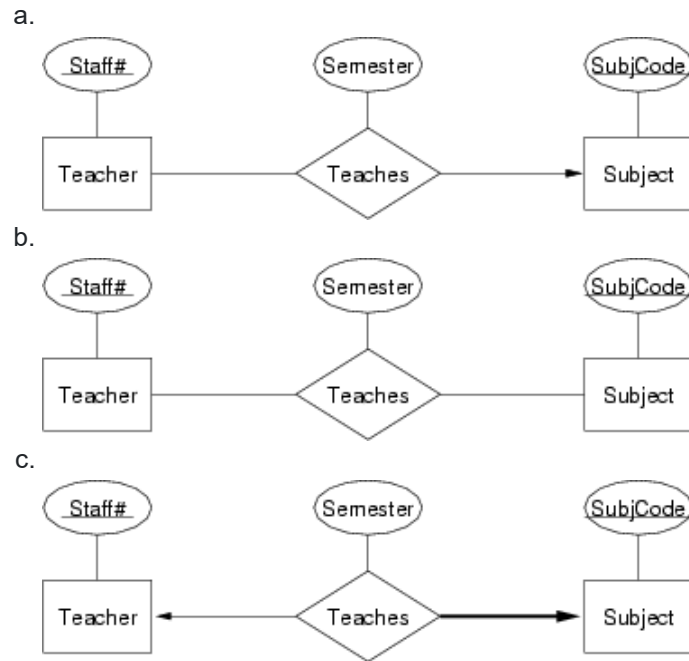 a.
Staff# Semester SubjCode
Teacher Teaches Subject
b.
Staff# Semester SubjCode
Teacher Teaches Subject
c.
Staff# Semester SubjCode
Teacher Teaches Subject